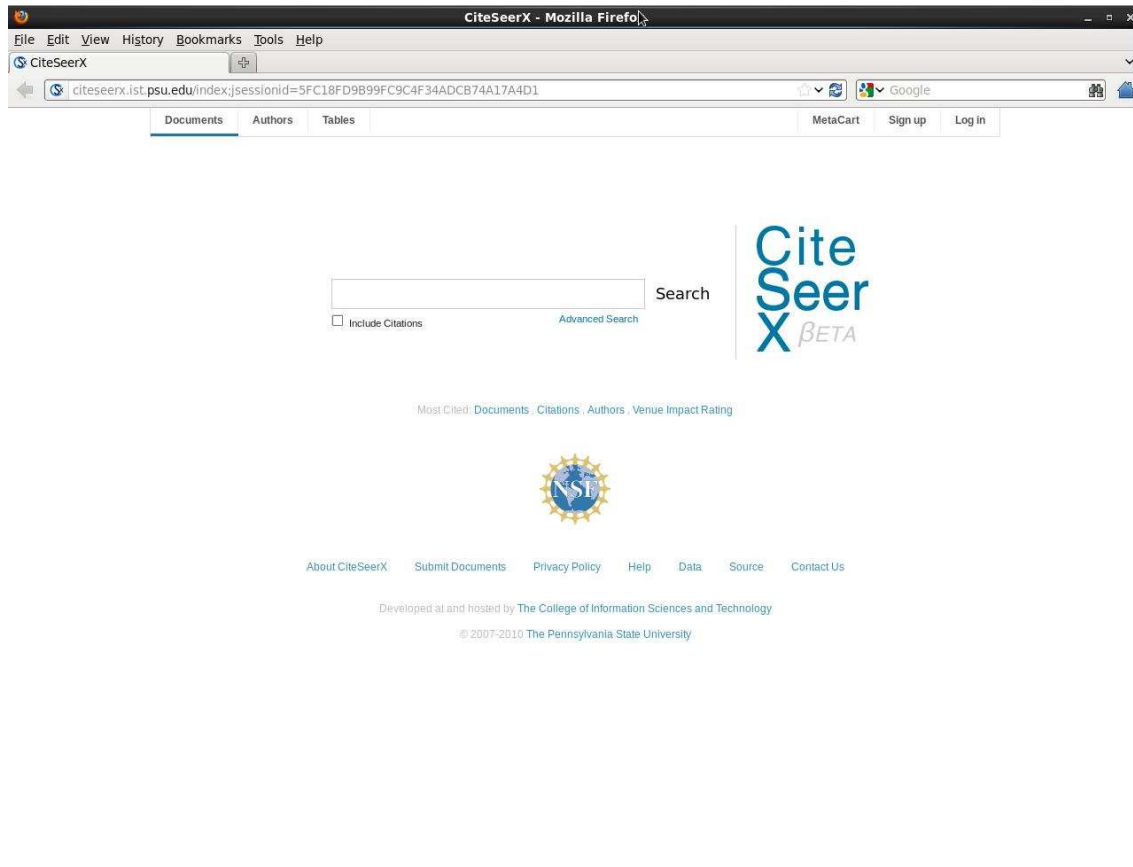 CiteSeerX - Mozilla Firefo
File Edit View History Bookmarks Tools Help
CiteSeerX
citeseerx.ist.psu.edu/index;jsessionid=5FC18FD9B99FC9C4F34ADCB74A17A4D1 Google
Documents Authors Tables MetaCart Sign up Log in
Search
Include Citations Advanced Search
Cite
Seer
X βETA
Most Cited: Documents , Citations , Authors , Venue Impact Rating
NSF
About CiteSeerX Submit Documents Privacy Policy Help Data Source Contact Us
Developed at and hosted by The College of Information Sciences and Technology
© 2007-2010 The Pennsylvania State University